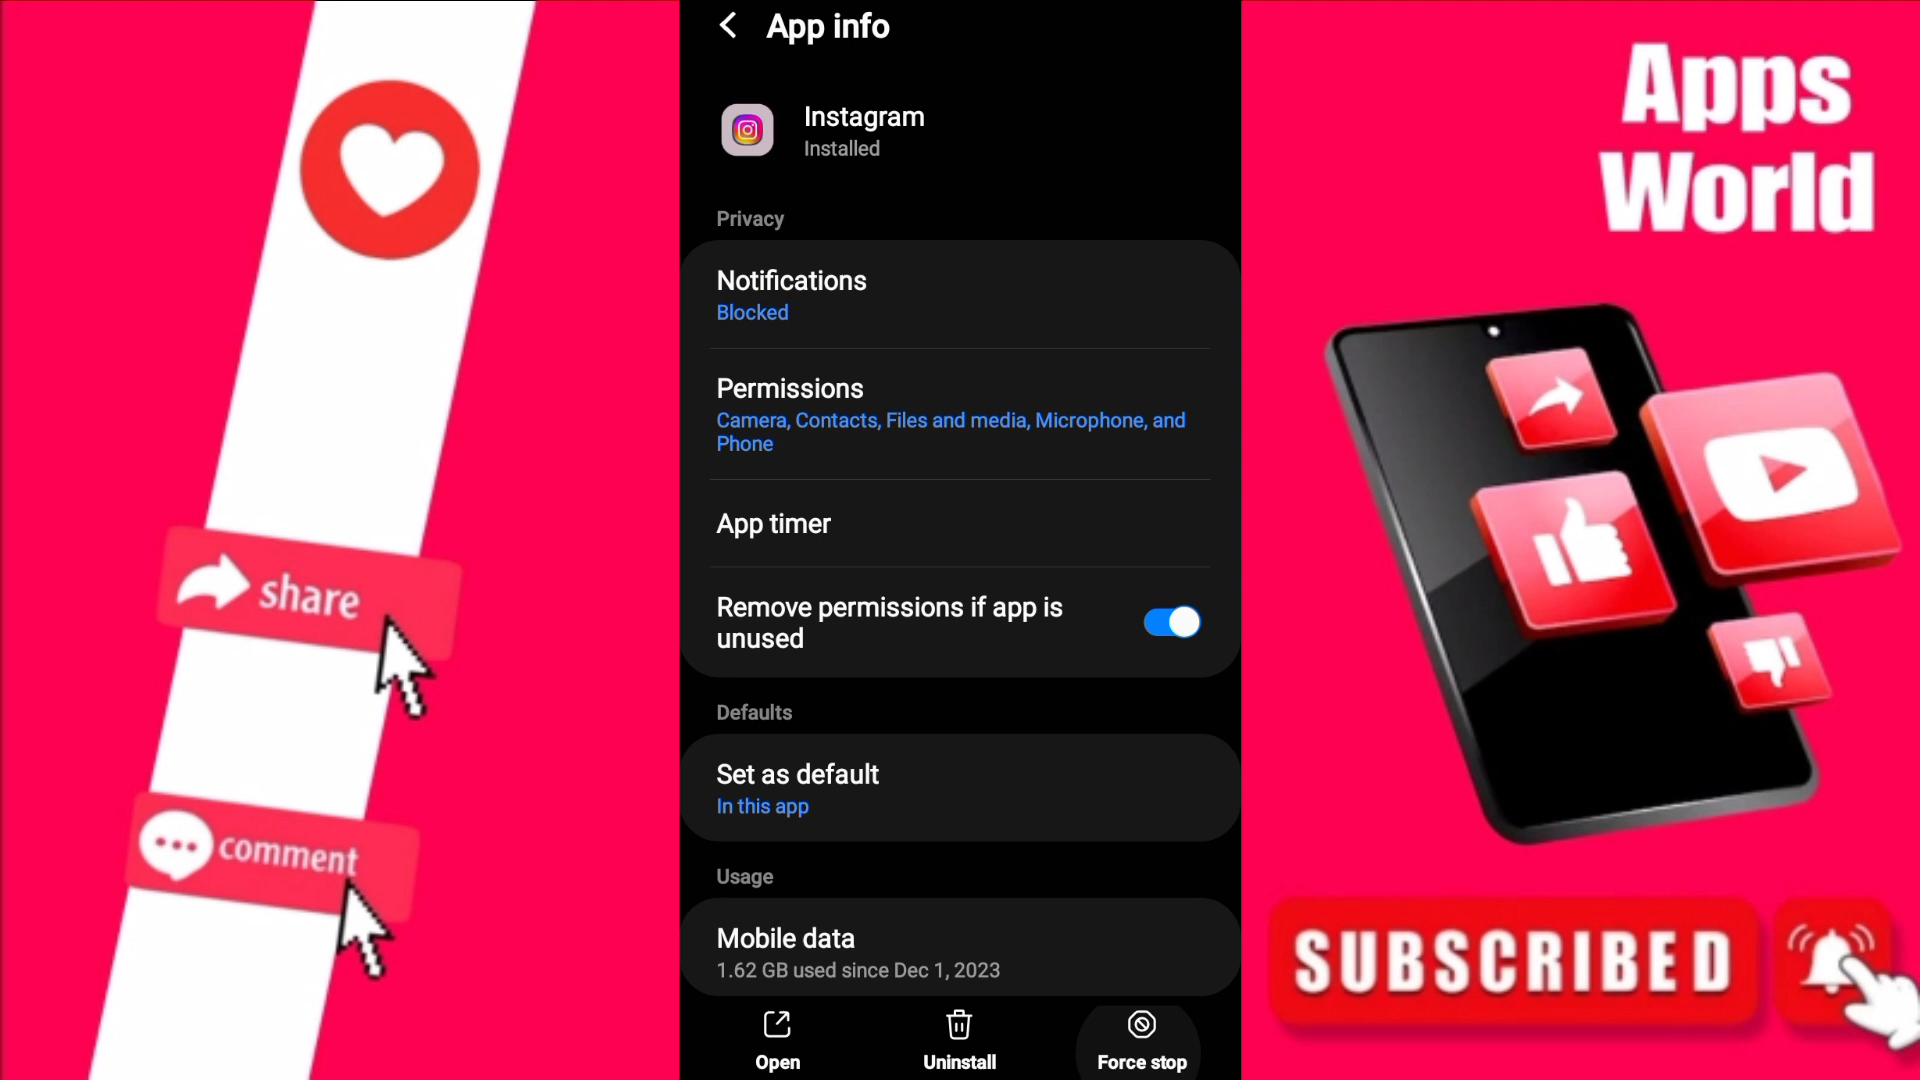 App info
Instagram
Installed
Privacy
Notifications
Blocked
Permissions
Camera, Contacts, Files and media, Microphone, and
Phone
App timer
Remove permissions if app is
unused
Defaults
Set as default
In this app
Usage
Mobile data
1.62 GB used since Dec 1, 2023
Open
Uninstall
Force stop
share
comment
Apps
World
SUBSCRIBED